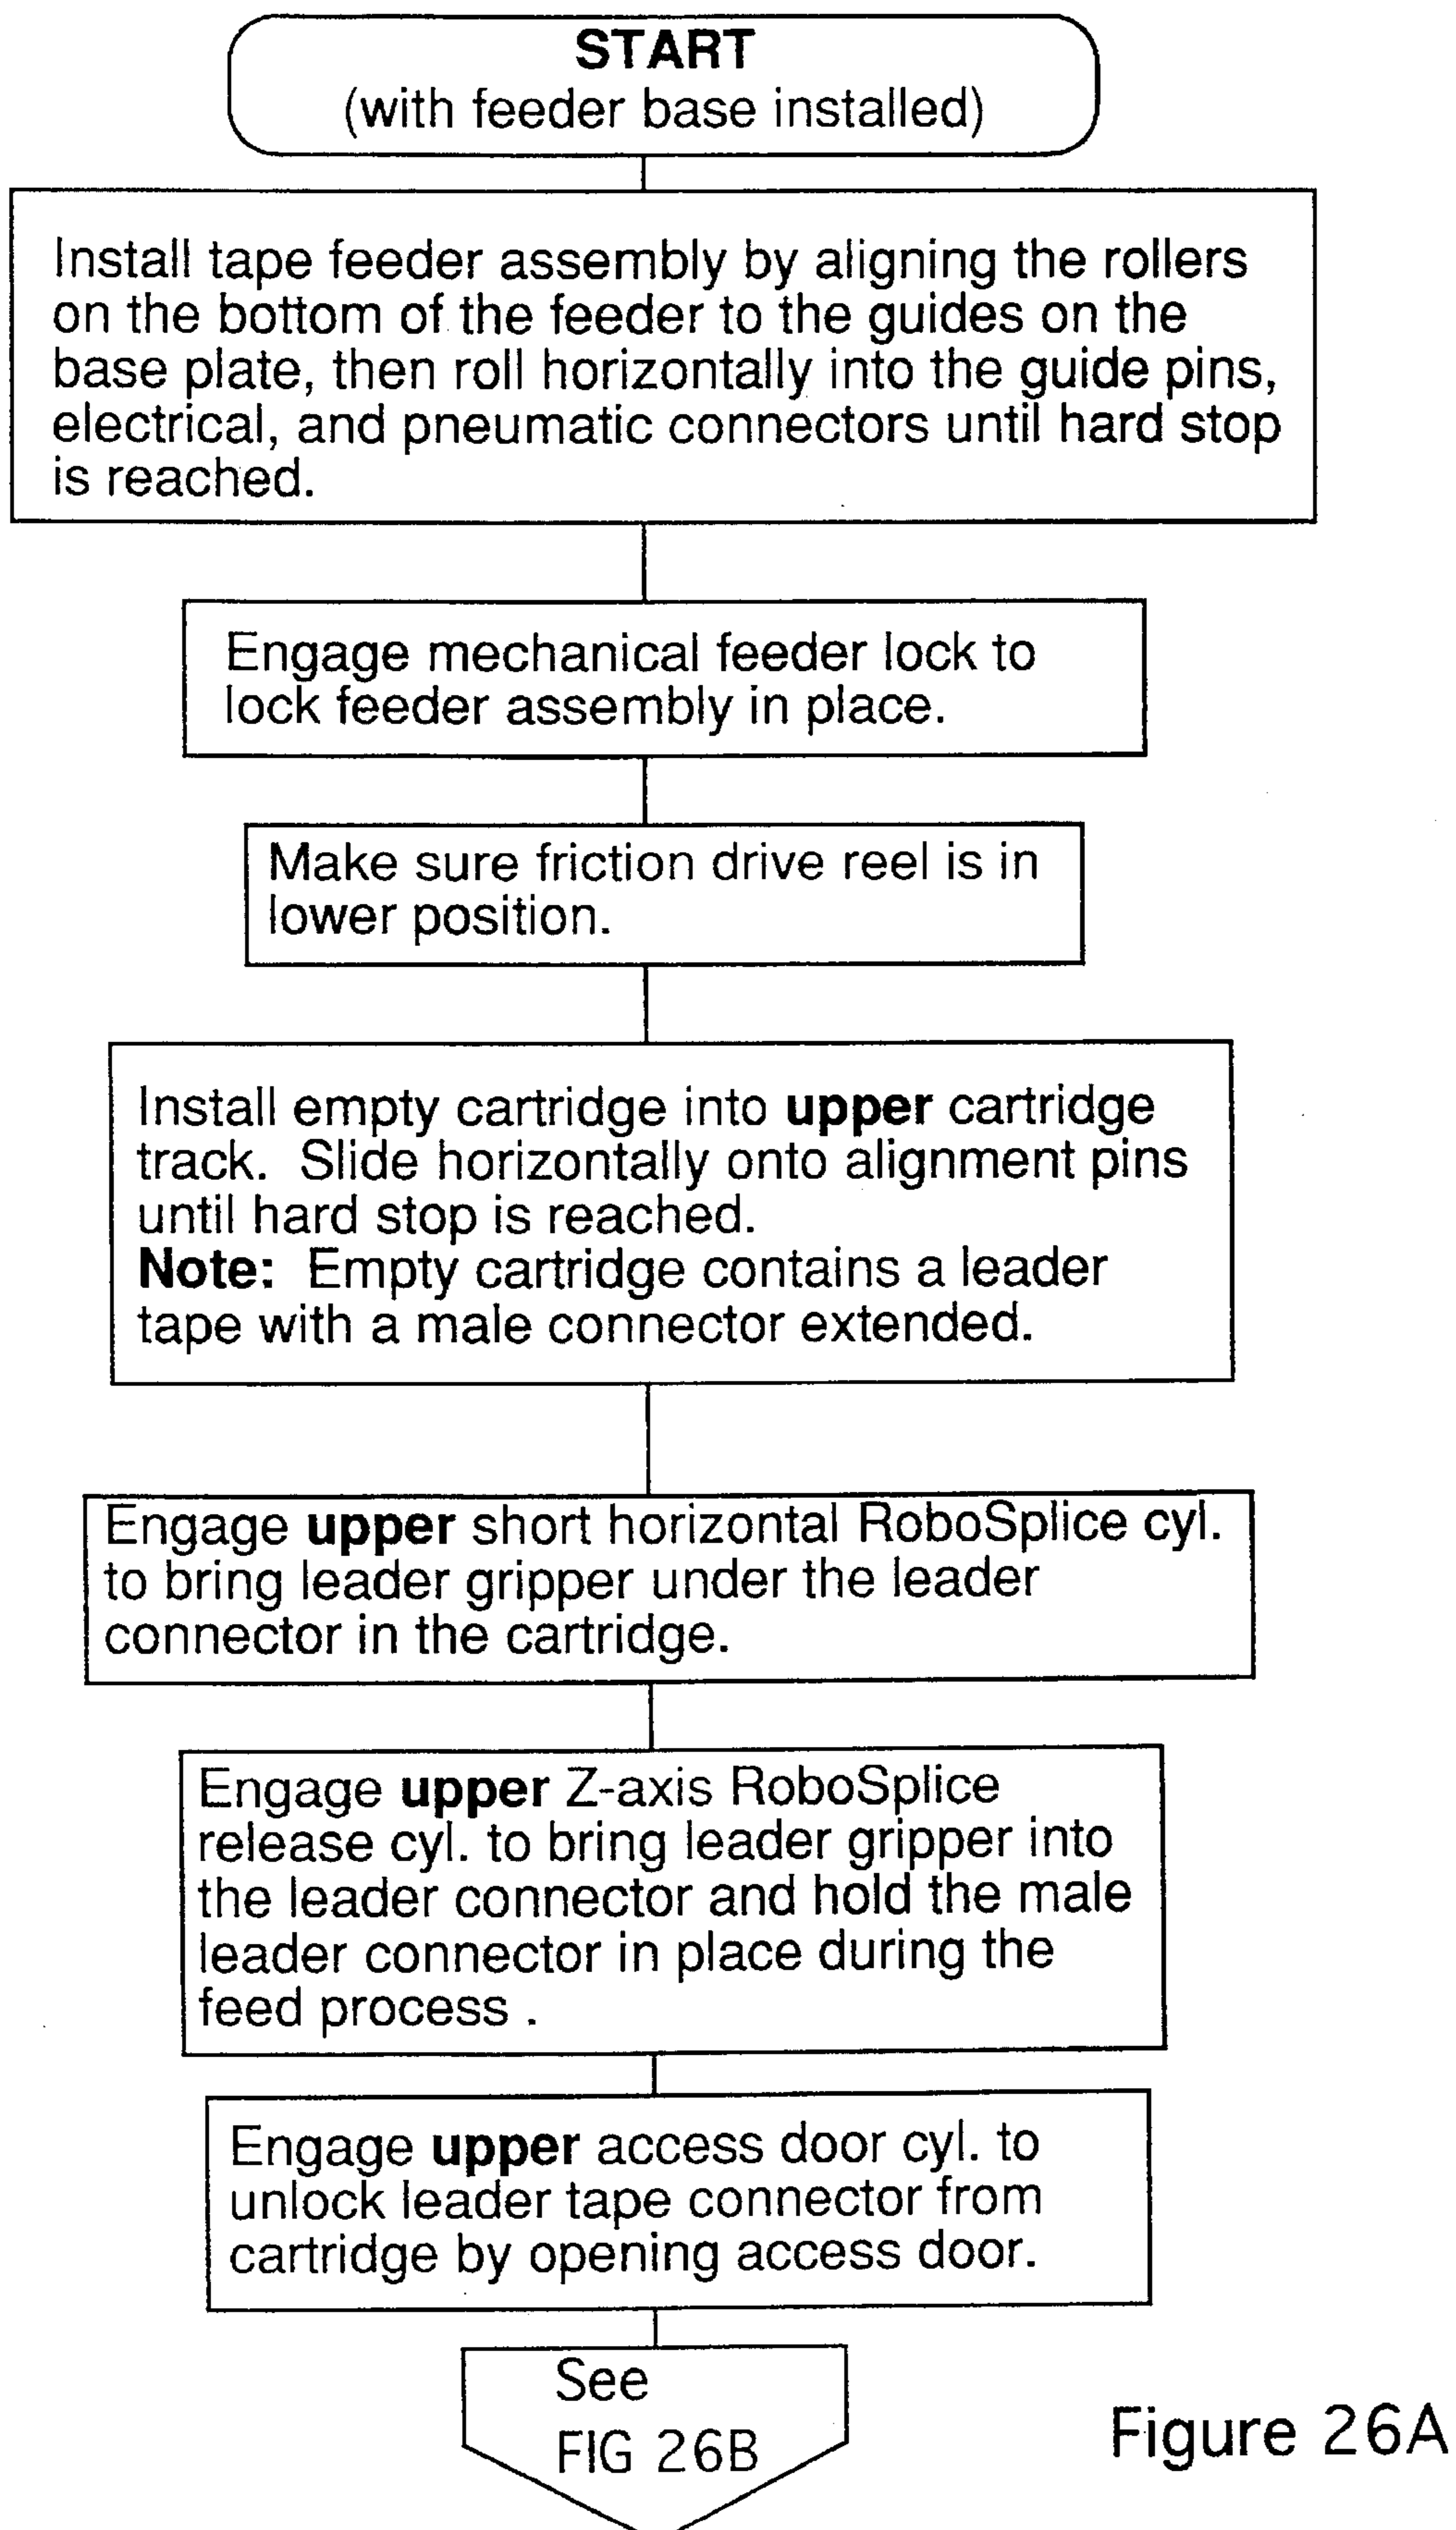 START
(with feeder base installed)
Install tape feeder assembly by aligning the rollers
on the bottom of the feeder to the guides on the
base plate, then roll horizontally into the guide pins,
electrical, and pneumatic connectors until hard stop
is reached.
Engage mechanical feeder lock to
lock feeder assembly in place.
Make sure friction drive reel is in
lower position.
Install empty cartridge into upper cartridge
track. Slide horizontally onto alignment pins
until hard stop is reached.
Note: Empty cartridge contains a leader
tape with a male connector extended.
Engage upper short horizontal RoboSplice cyl.
to bring leader gripper under the leader
connector in the cartridge.
Engage upper Z-axis RoboSplice
release cyl. to bring leader gripper into
the leader connector and hold the male
leader connector in place during the
feed process .
Engage upper access door cyl. to
unlock leader tape connector from
cartridge by opening access door.
See
FIG 26B
Figure 26A